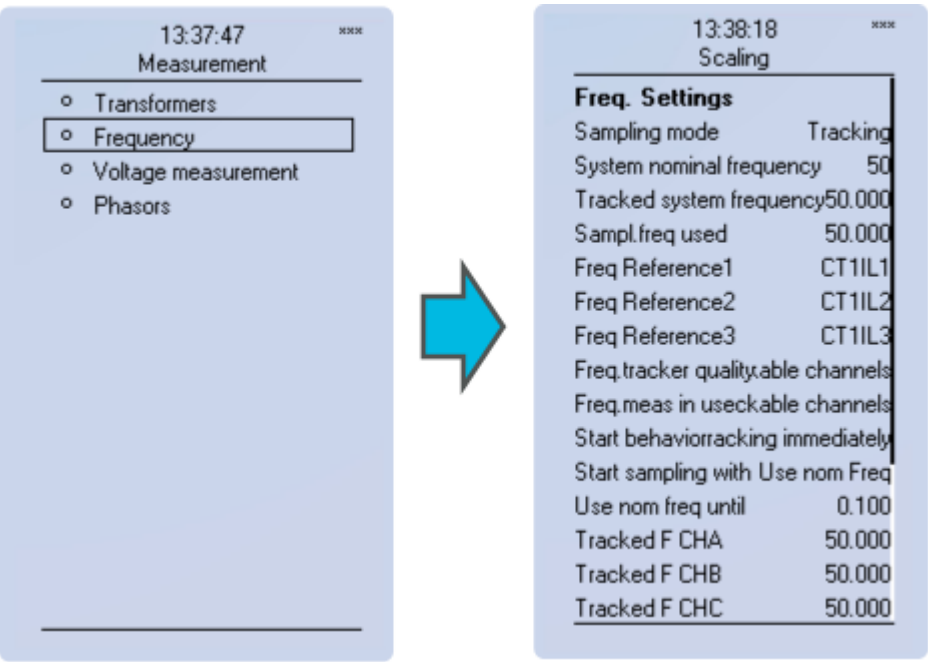 13:37:47 ***
Measurement
Transformers
Frequency
Voltage measurement
Phasors
13:38:18 ***
Scaling
Freq. Settings
Sampling mode Tracking
System nominal frequency 50
Tracked system frequency50.000
Sampl.freq used 50.000
Freq Reference1 CT1IL1
Freq Reference2 CT1IL2
Freq Reference3 CT1IL3
Freq.tracker quality.able channels
Freq.meas in useckable channels
Start behaviorracking immediately
Start sampling with Use nom Freq
Use nom freq until 0.100
Tracked F CHA 50.000
Tracked F CHB 50.000
Tracked F CHC 50.000